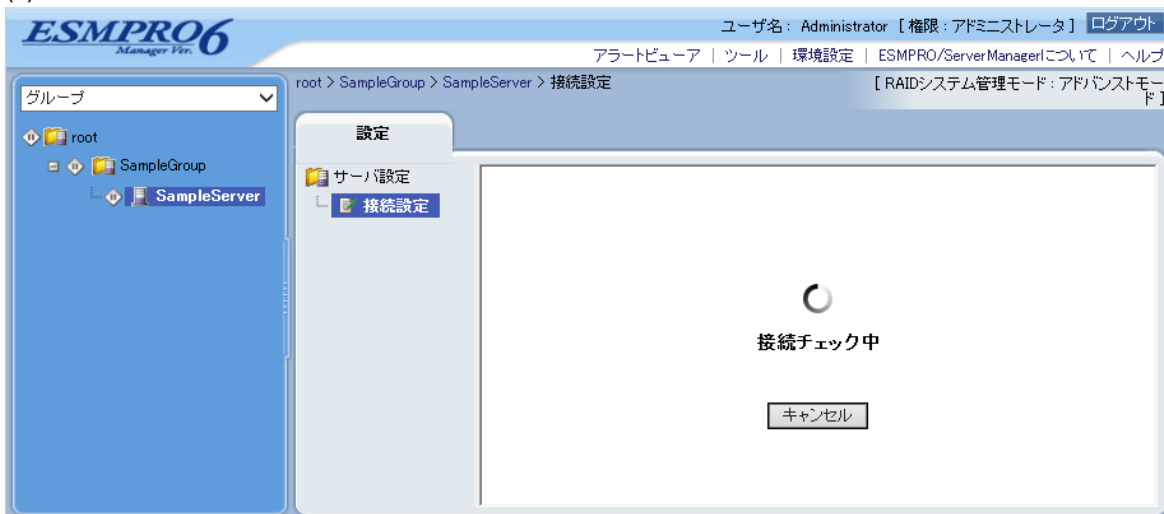 ESMPRO6
Manager Ver.
ユーザ名: Administrator [権限:アドミニストレータ] ログアウト
アラートビューア | ツール | 環境設定 | ESMPRO/ServerManagerについて | ヘルプ
グループ
root
SampleGroup
SampleServer
root > SampleGroup > SampleServer > 接続設定
[ RAIDシステム管理モード:アドバンストモー
ド ]
設定
サーバ設定
接続設定
接続チェック中
キャンセル